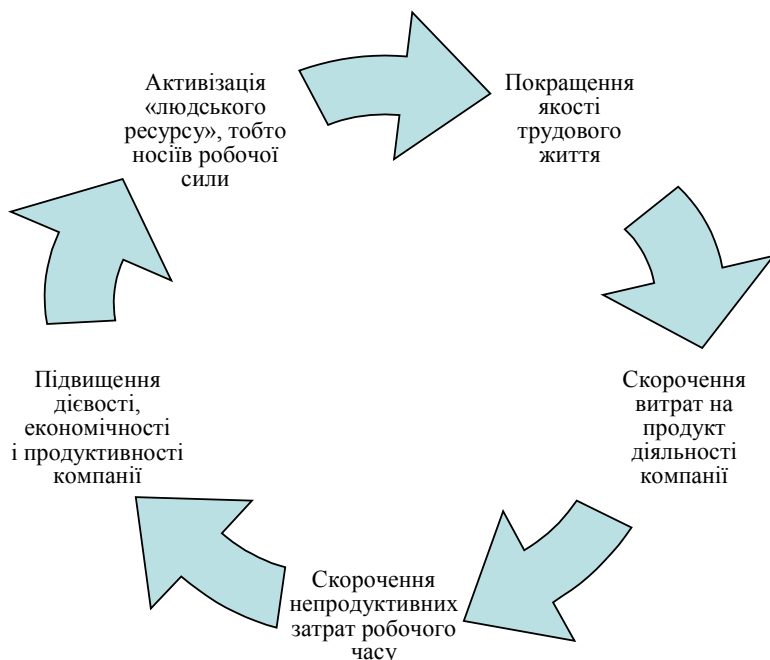 Активізація
«людського
ресурсу», тобто
носіїв робочої
сили
Покращення
якості
трудового
життя
Скорочення
витрат на
продукт
діяльності
компанії
Скорочення
непродуктивних
затрат робочого
часу
Підвищення
дієвості,
економічності
і продуктивності
компанії